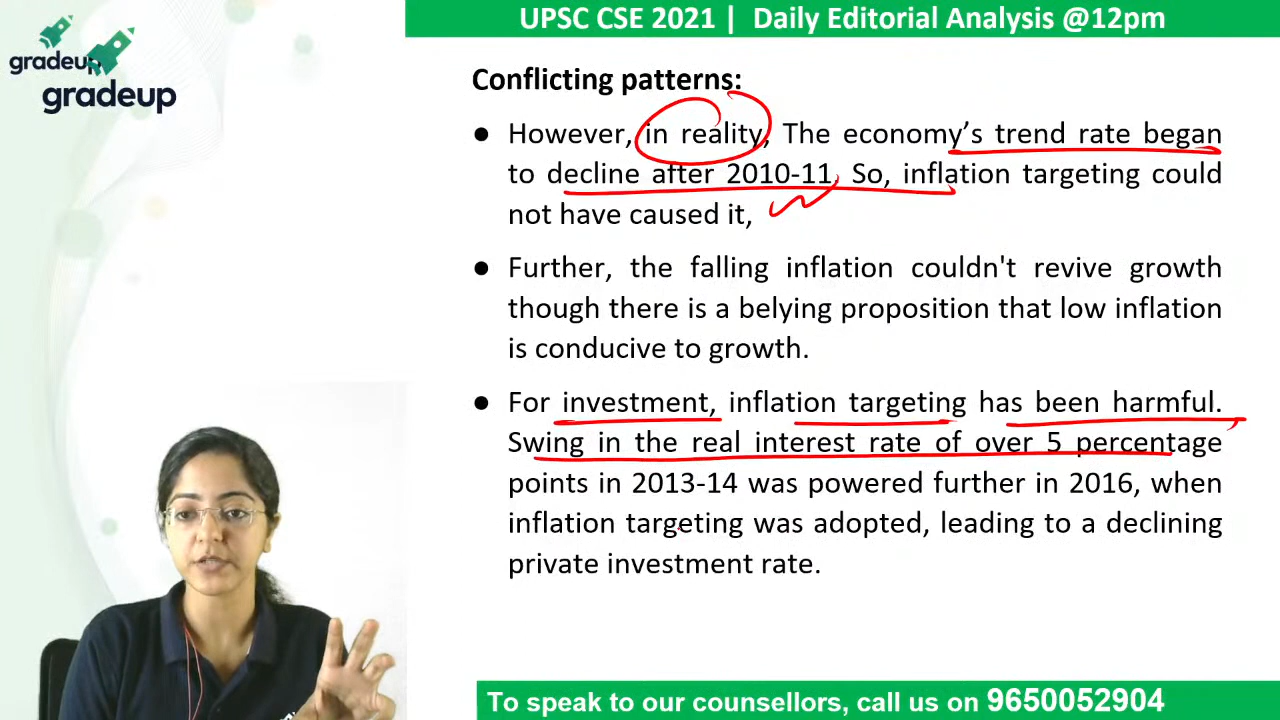 UPSC CSE 2021 | Daily Editorial Analysis @12pm
gradeup
gradeup
Conflicting patterns:
● However, in reality, The economy's trend rate began
to decline after 2010-11. So, inflation targeting could
not have caused it,
● Further, the falling inflation couldn't revive growth
though there is a belying proposition that low inflation
is conducive to growth.
● For investment, inflation targeting has been harmful.
Swing in the real interest rate of over 5 percentage
points in 2013-14 was powered further in 2016, when
inflation targeting was adopted, leading to a declining
private investment rate.
To speak to our counsellors, call us on 9650052904